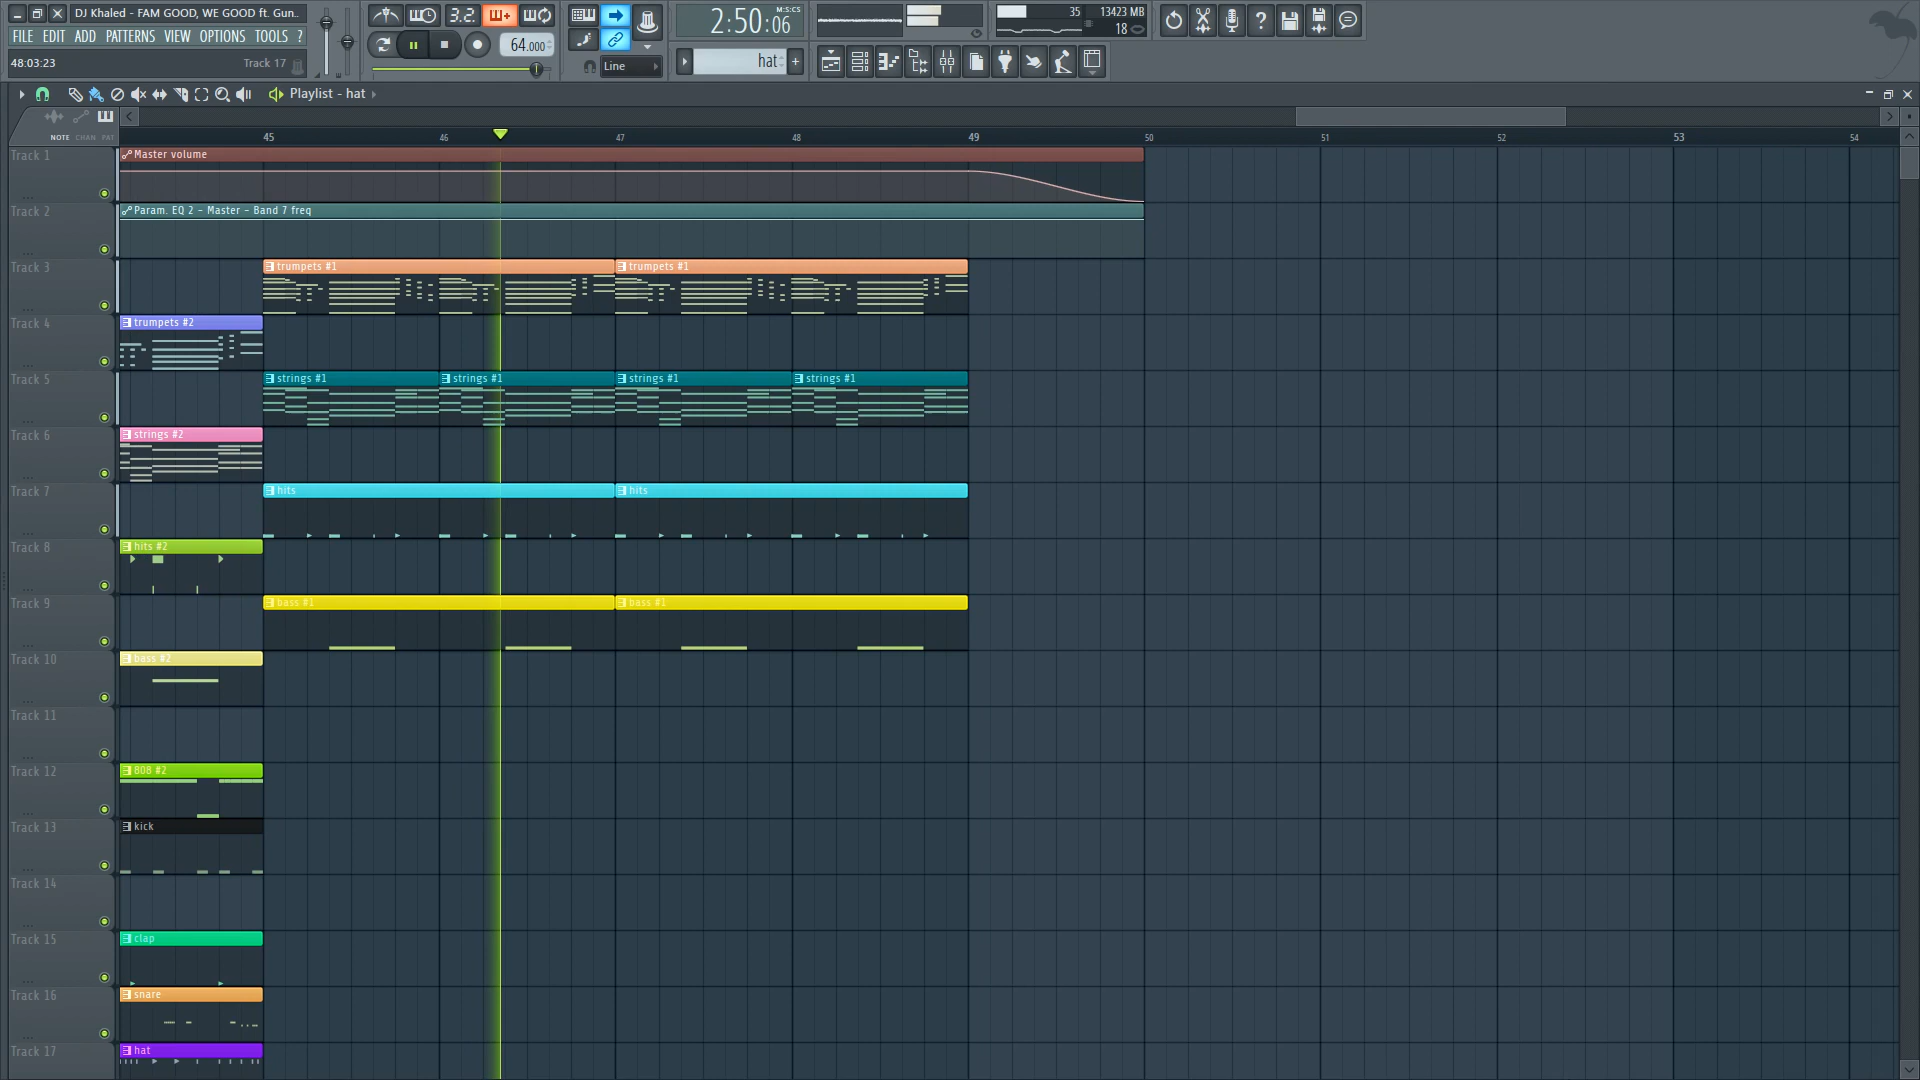 DJ Khaled - FAM GOOD, WE GOOD ft. Gun..
FILE EDIT ADD PATTERNS VIEW OPTIONS TOOLS ?
48:03:23 Track 17
3.2.
64.000
Line
2:50:06 M:S:CS
hat
35 13423 MB
18
Playlist - hat
NOTE CHAN PAT
45 46 47 48 49 50 51 52 53 54
Track 1
Master volume
Track 2
Param. EQ 2 - Master - Band 7 freq
Track 3
trumpets #1 trumpets #1
Track 4
trumpets #2
Track 5
strings #1 strings #1 strings #1 strings #1
Track 6
strings #2
Track 7
hits hits
Track 8
hits #2
Track 9
bass #1 bass #1
Track 10
bass #2
Track 11
Track 12
808 #2
Track 13
kick
Track 14
Track 15
clap
Track 16
snare
Track 17
hat